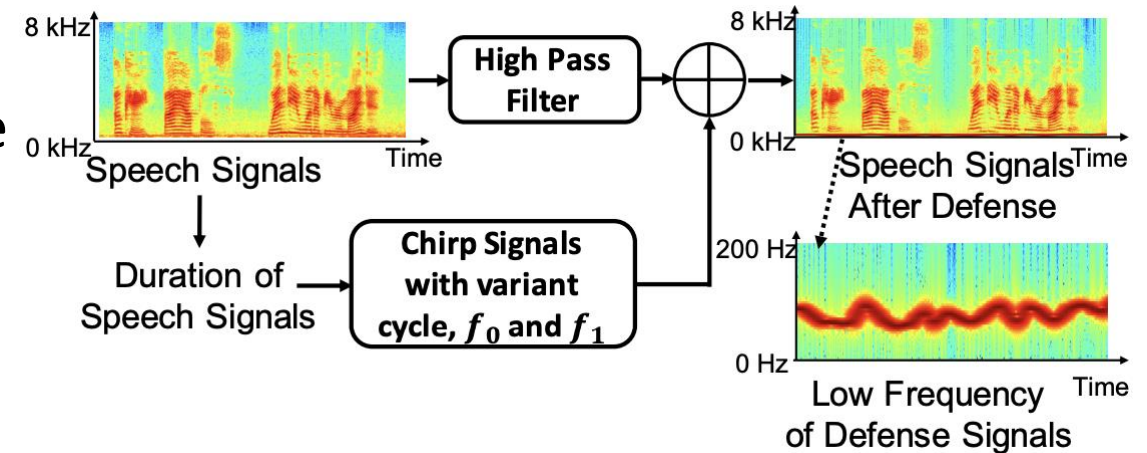 8 kHz
0 kHz
Time
Speech Signals
High Pass
Filter
8 kHz
0 kHz
Time
Speech Signals
After Defense
Duration of
Speech Signals
Chirp Signals
with variant
cycle, f₀ and f₁
200 Hz
0 Hz
Time
Low Frequency
of Defense Signals